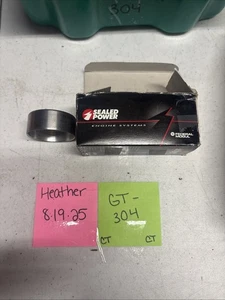 304
SEALED
POWER
ENGINE SYSTEMS
FEDERAL
MOGUL
Heather
8.19.25
GT-
304
CT
CT